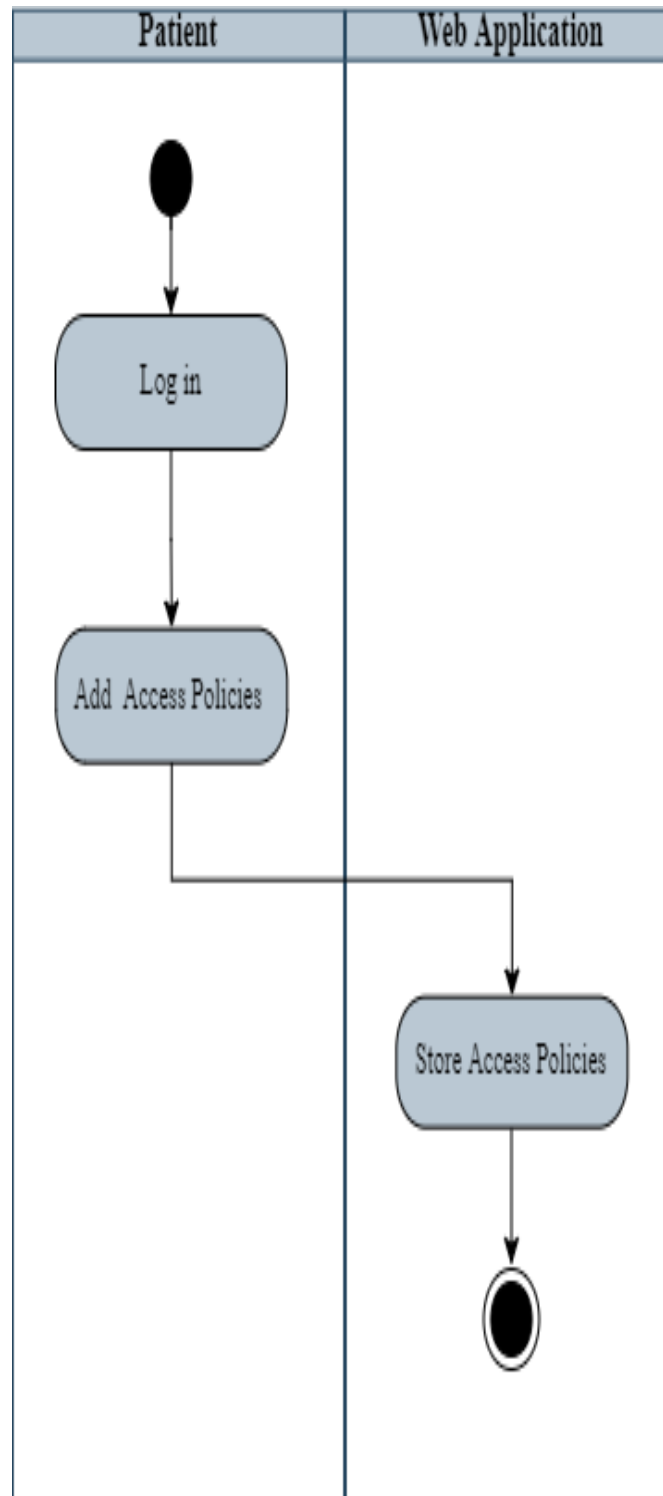 Patient
Web Application
Log in
Add Access Policies
Store Access Policies